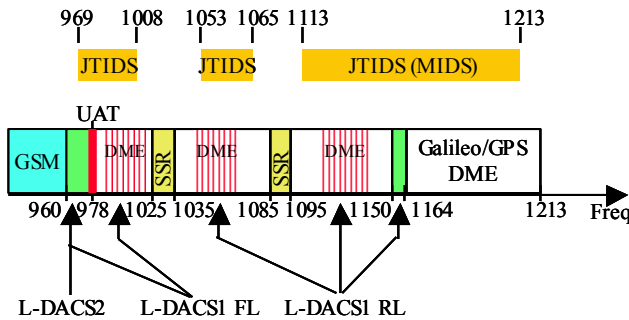 969 1008 1053 1065 1113 1213
JTIDS JTIDS JTIDS (MIDS)
UAT
GSM DME SSR DME SSR DME Galileo/GPS
DME
960 978 1025 1035 1085 1095 1150 1164 1213
Freq
L-DACS2 L-DACS1 FL L-DACS1 RL